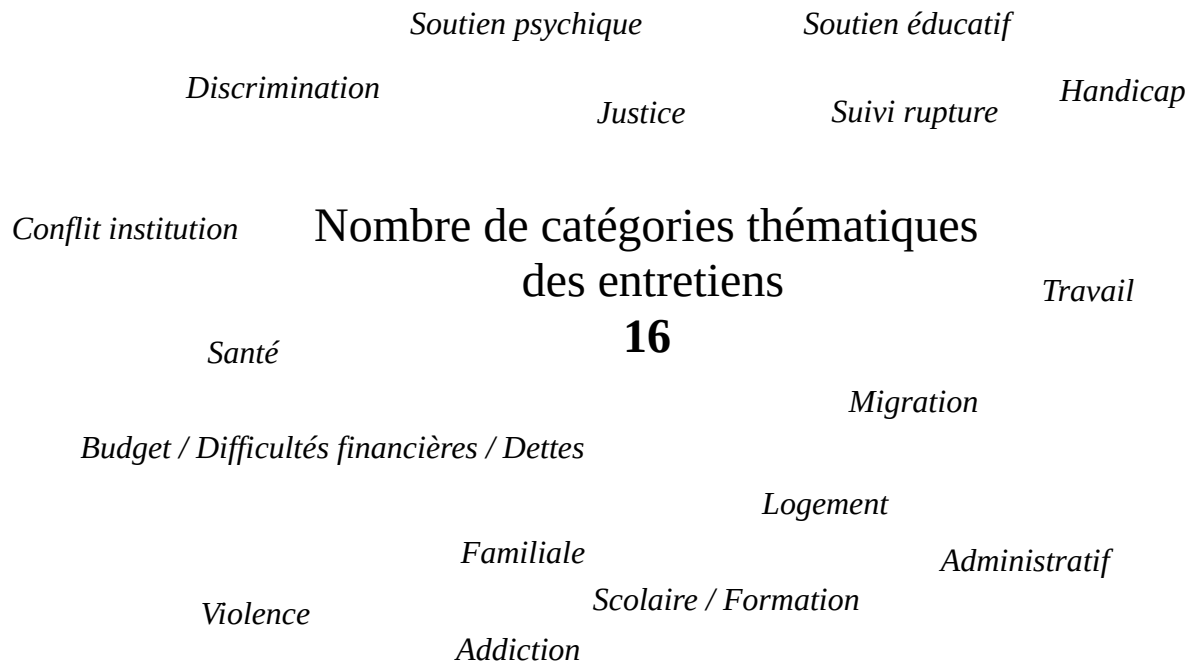 Soutien psychique
Soutien éducatif
Discrimination
Handicap
Justice
Suivi rupture
Conflit institution
Nombre de catégories thématiques
des entretiens
16
Travail
Santé
Migration
Budget / Difficultés financières / Dettes
Logement
Familiale
Administratif
Scolaire / Formation
Violence
Addiction